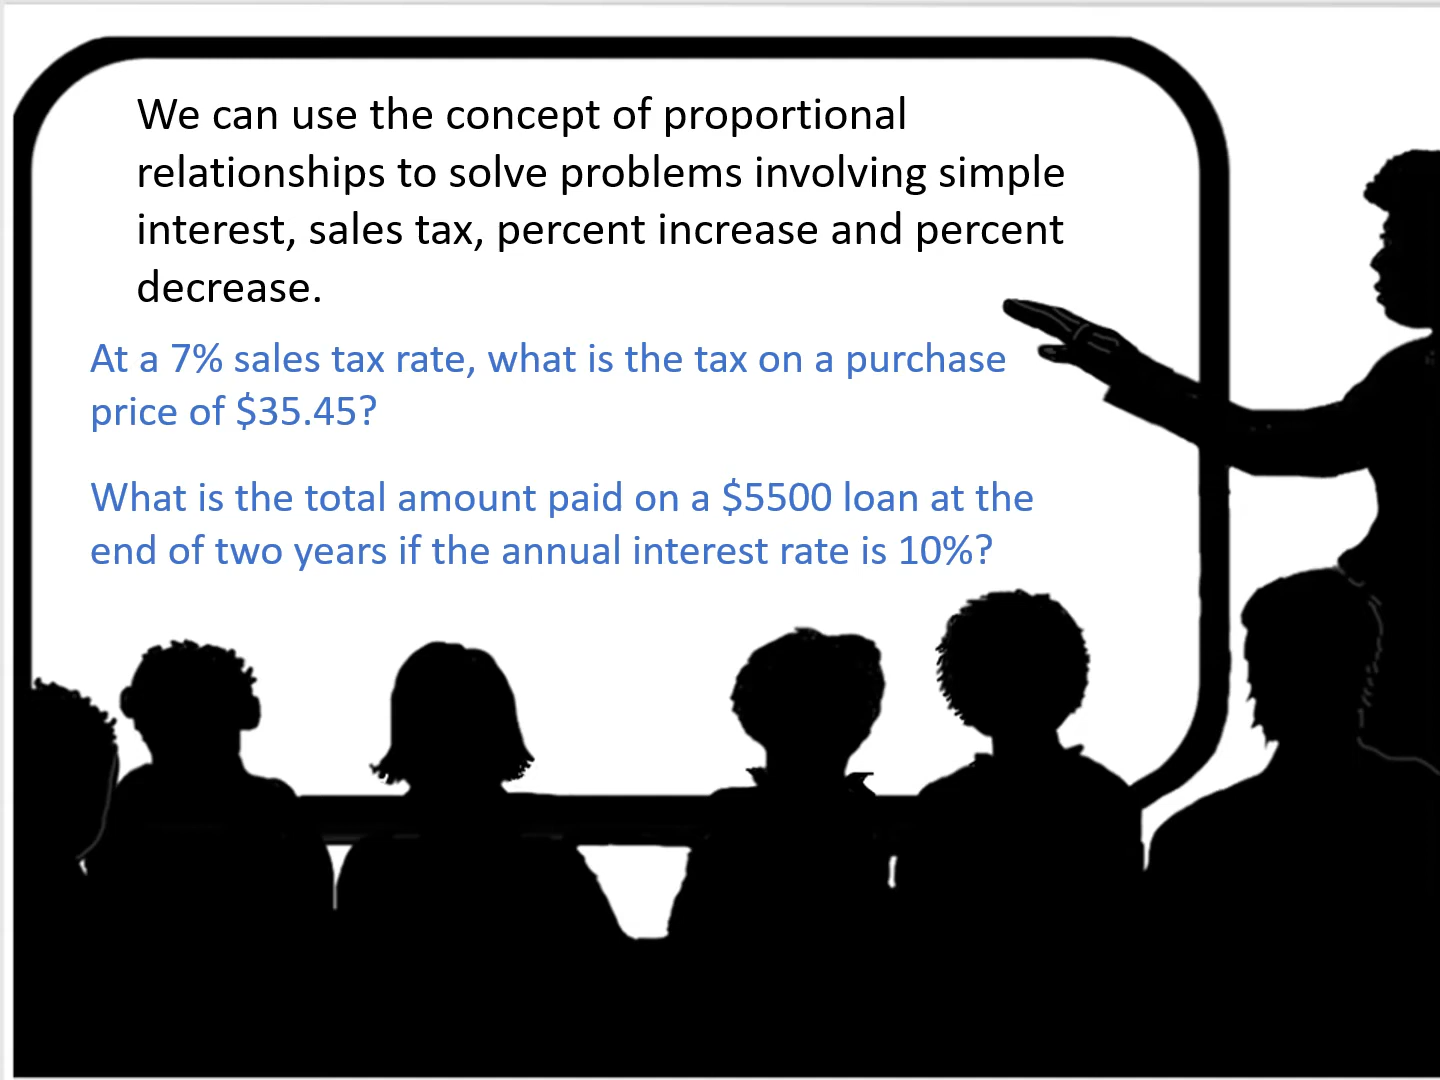 We can use the concept of proportional
relationships to solve problems involving simple
interest, sales tax, percent increase and percent
decrease.
At a 7% sales tax rate, what is the tax on a purchase
price of $35.45?
What is the total amount paid on a $5500 loan at the
end of two years if the annual interest rate is 10%?